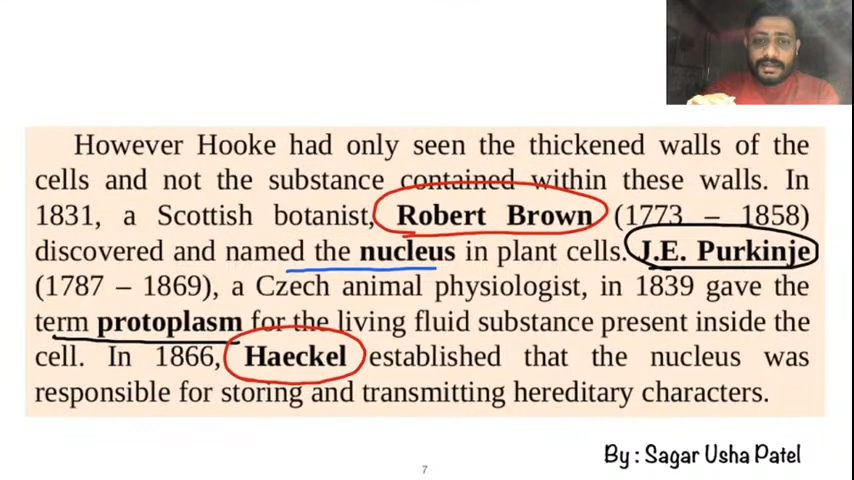 However Hooke had only seen the thickened walls of the
cells and not the substance contained within these walls. In
1831, a Scottish botanist, Robert Brown (1773 – 1858)
discovered and named the nucleus in plant cells. J.E. Purkinje
(1787 – 1869), a Czech animal physiologist, in 1839 gave the
term protoplasm for the living fluid substance present inside the
cell. In 1866, Haeckel established that the nucleus was
responsible for storing and transmitting hereditary characters.
By : Sagar Usha Patel
7